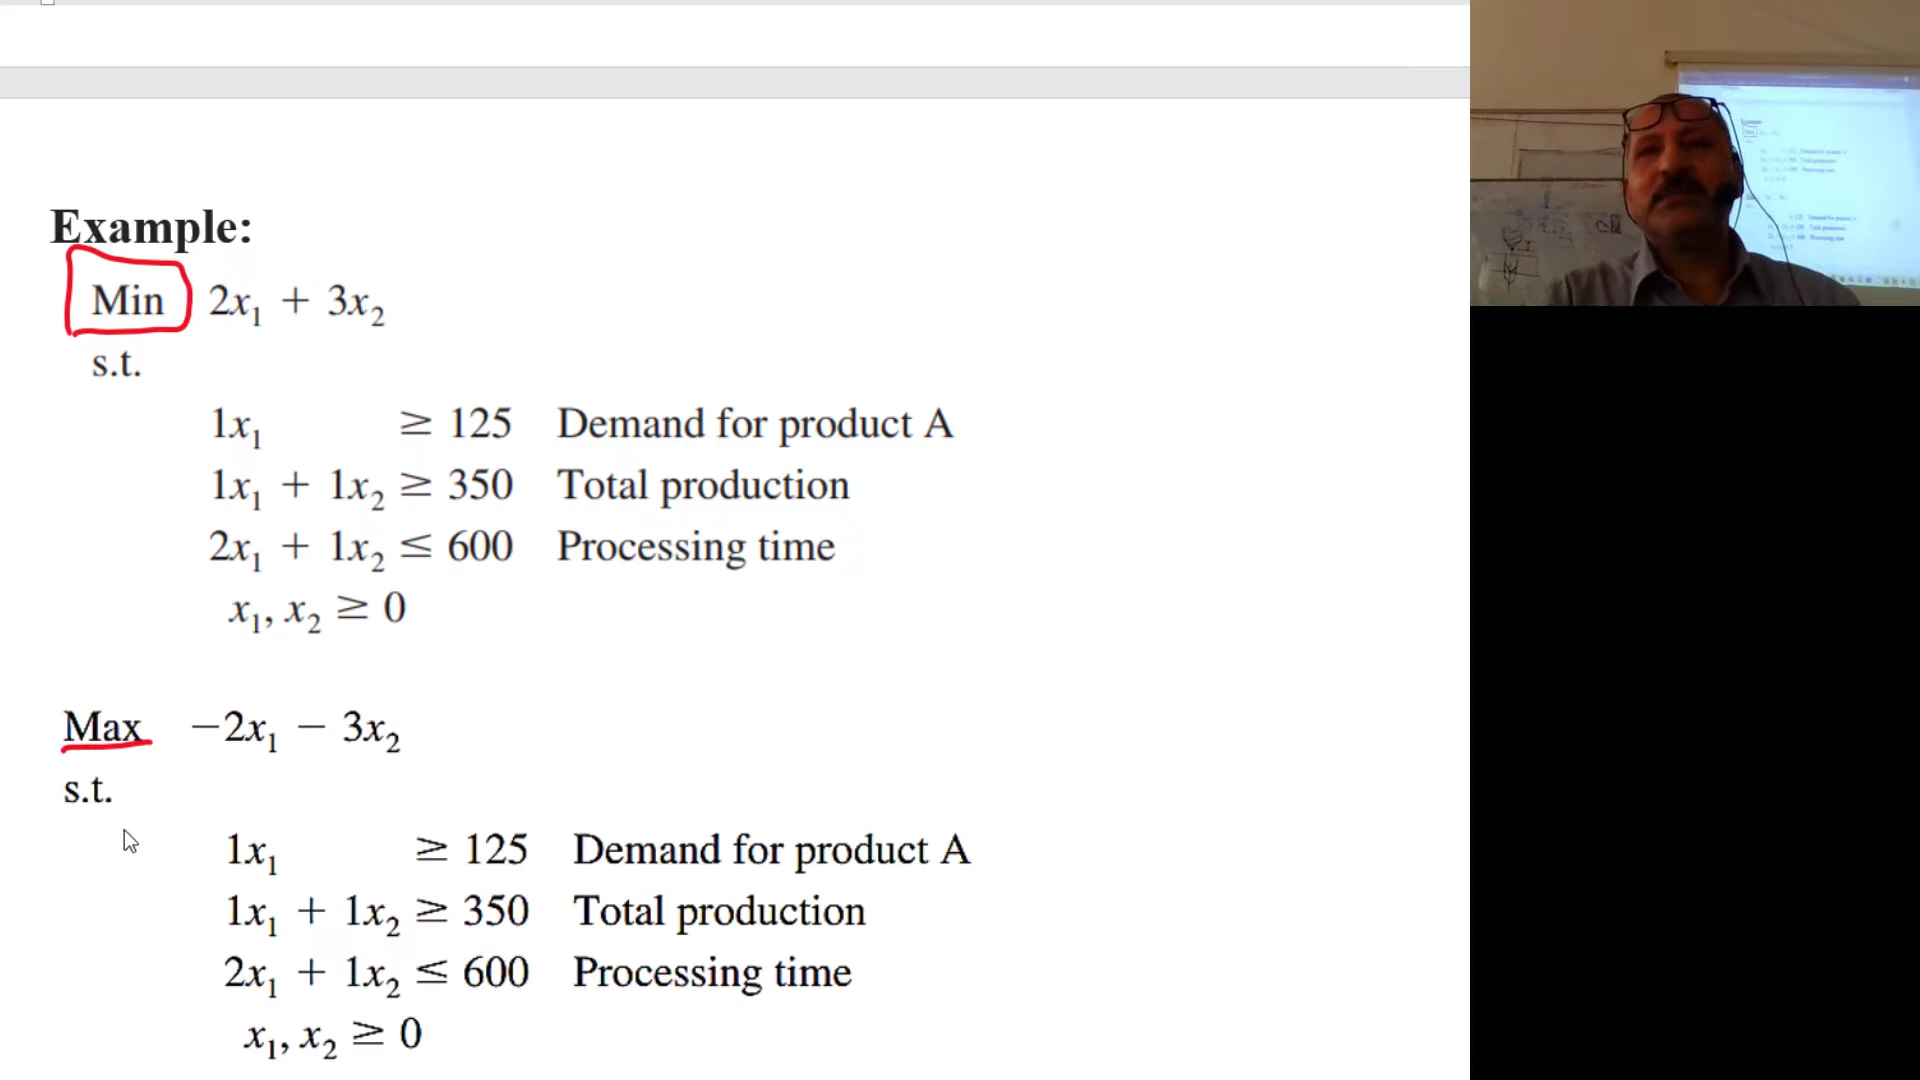 Example:
Min 2x₁ + 3x₂
s.t.
1x₁ ≥ 125 Demand for product A
1x₁ + 1x₂ ≥ 350 Total production
2x₁ + 1x₂ ≤ 600 Processing time
x₁, x₂ ≥ 0
Max −2x₁ − 3x₂
s.t.
1x₁ ≥ 125 Demand for product A
1x₁ + 1x₂ ≥ 350 Total production
2x₁ + 1x₂ ≤ 600 Processing time
x₁, x₂ ≥ 0